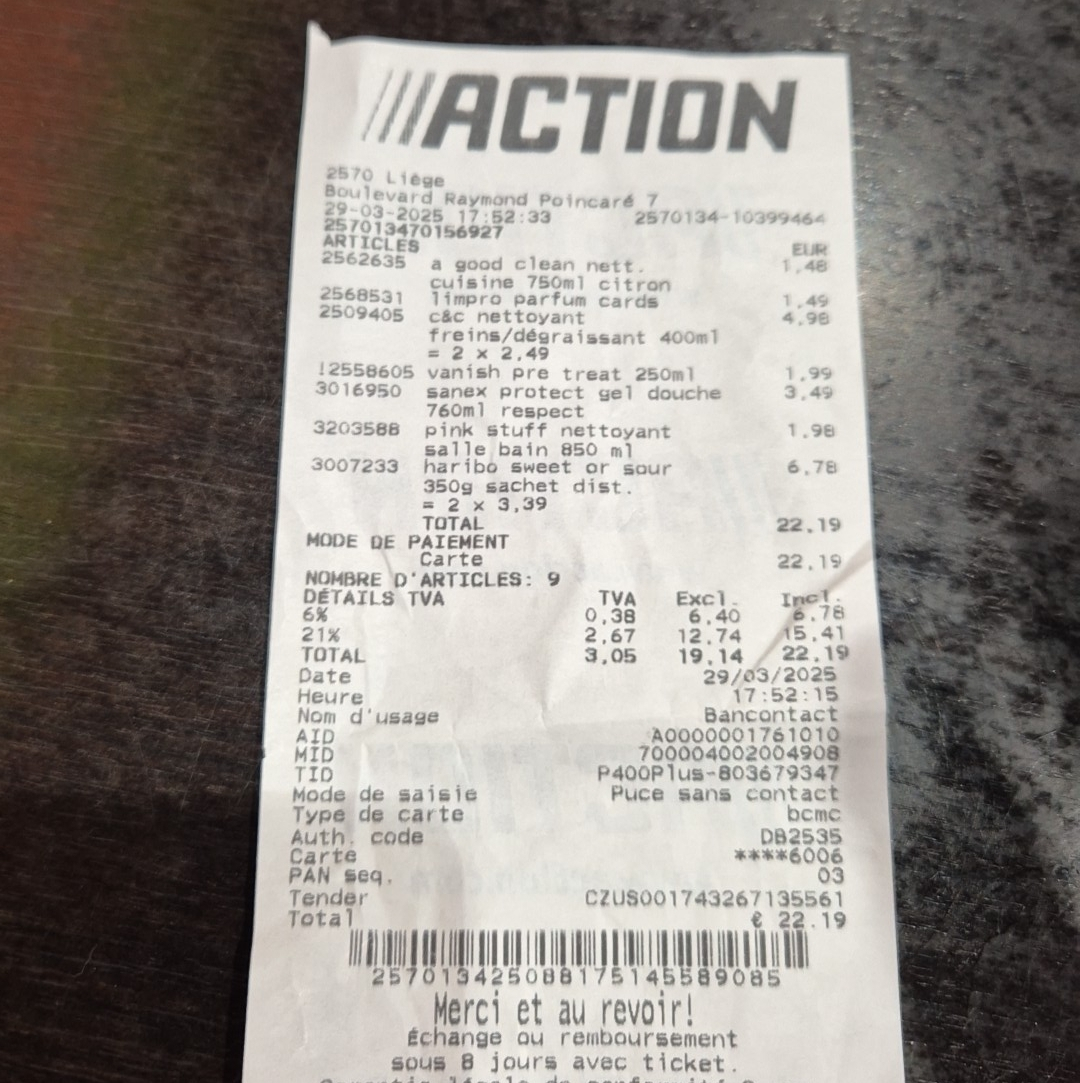 ///ACTION
2570 Liège
Boulevard Raymond Poincaré 7
29-03-2025 17:52:33 2570134-10399464
257013470156927
ARTICLES EUR
2562635 a good clean nett. 1,48
cuisine 750ml citron
2568531 limpro parfum cards 1,49
2509405 c&c nettoyant 4,98
freins/dégraissant 400ml
= 2 x 2,49
!2558605 vanish pre treat 250ml 1,99
3016950 sanex protect gel douche 3,49
760ml respect
3203588 pink stuff nettoyant 1,98
salle bain 850 ml
3007233 haribo sweet or sour 6,78
350g sachet dist.
= 2 x 3,39
TOTAL 22,19
MODE DE PAIEMENT
Carte 22,19
NOMBRE D'ARTICLES: 9
DÉTAILS TVA TVA Excl. Incl.
6% 0,38 6,40 6,78
21% 2,67 12,74 15,41
TOTAL 3,05 19,14 22,19
Date 29/03/2025
Heure 17:52:15
Nom d'usage Bancontact
AID A0000001761010
MID 700004002004908
TID P400Plus-803679347
Mode de saisie Puce sans contact
Type de carte bcmc
Auth. code DB2535
Carte ****6006
PAN seq. 03
Tender CZUS001743267135561
Total € 22.19
257013425088175145589085
Merci et au revoir!
Échange ou remboursement
sous 8 jours avec ticket.